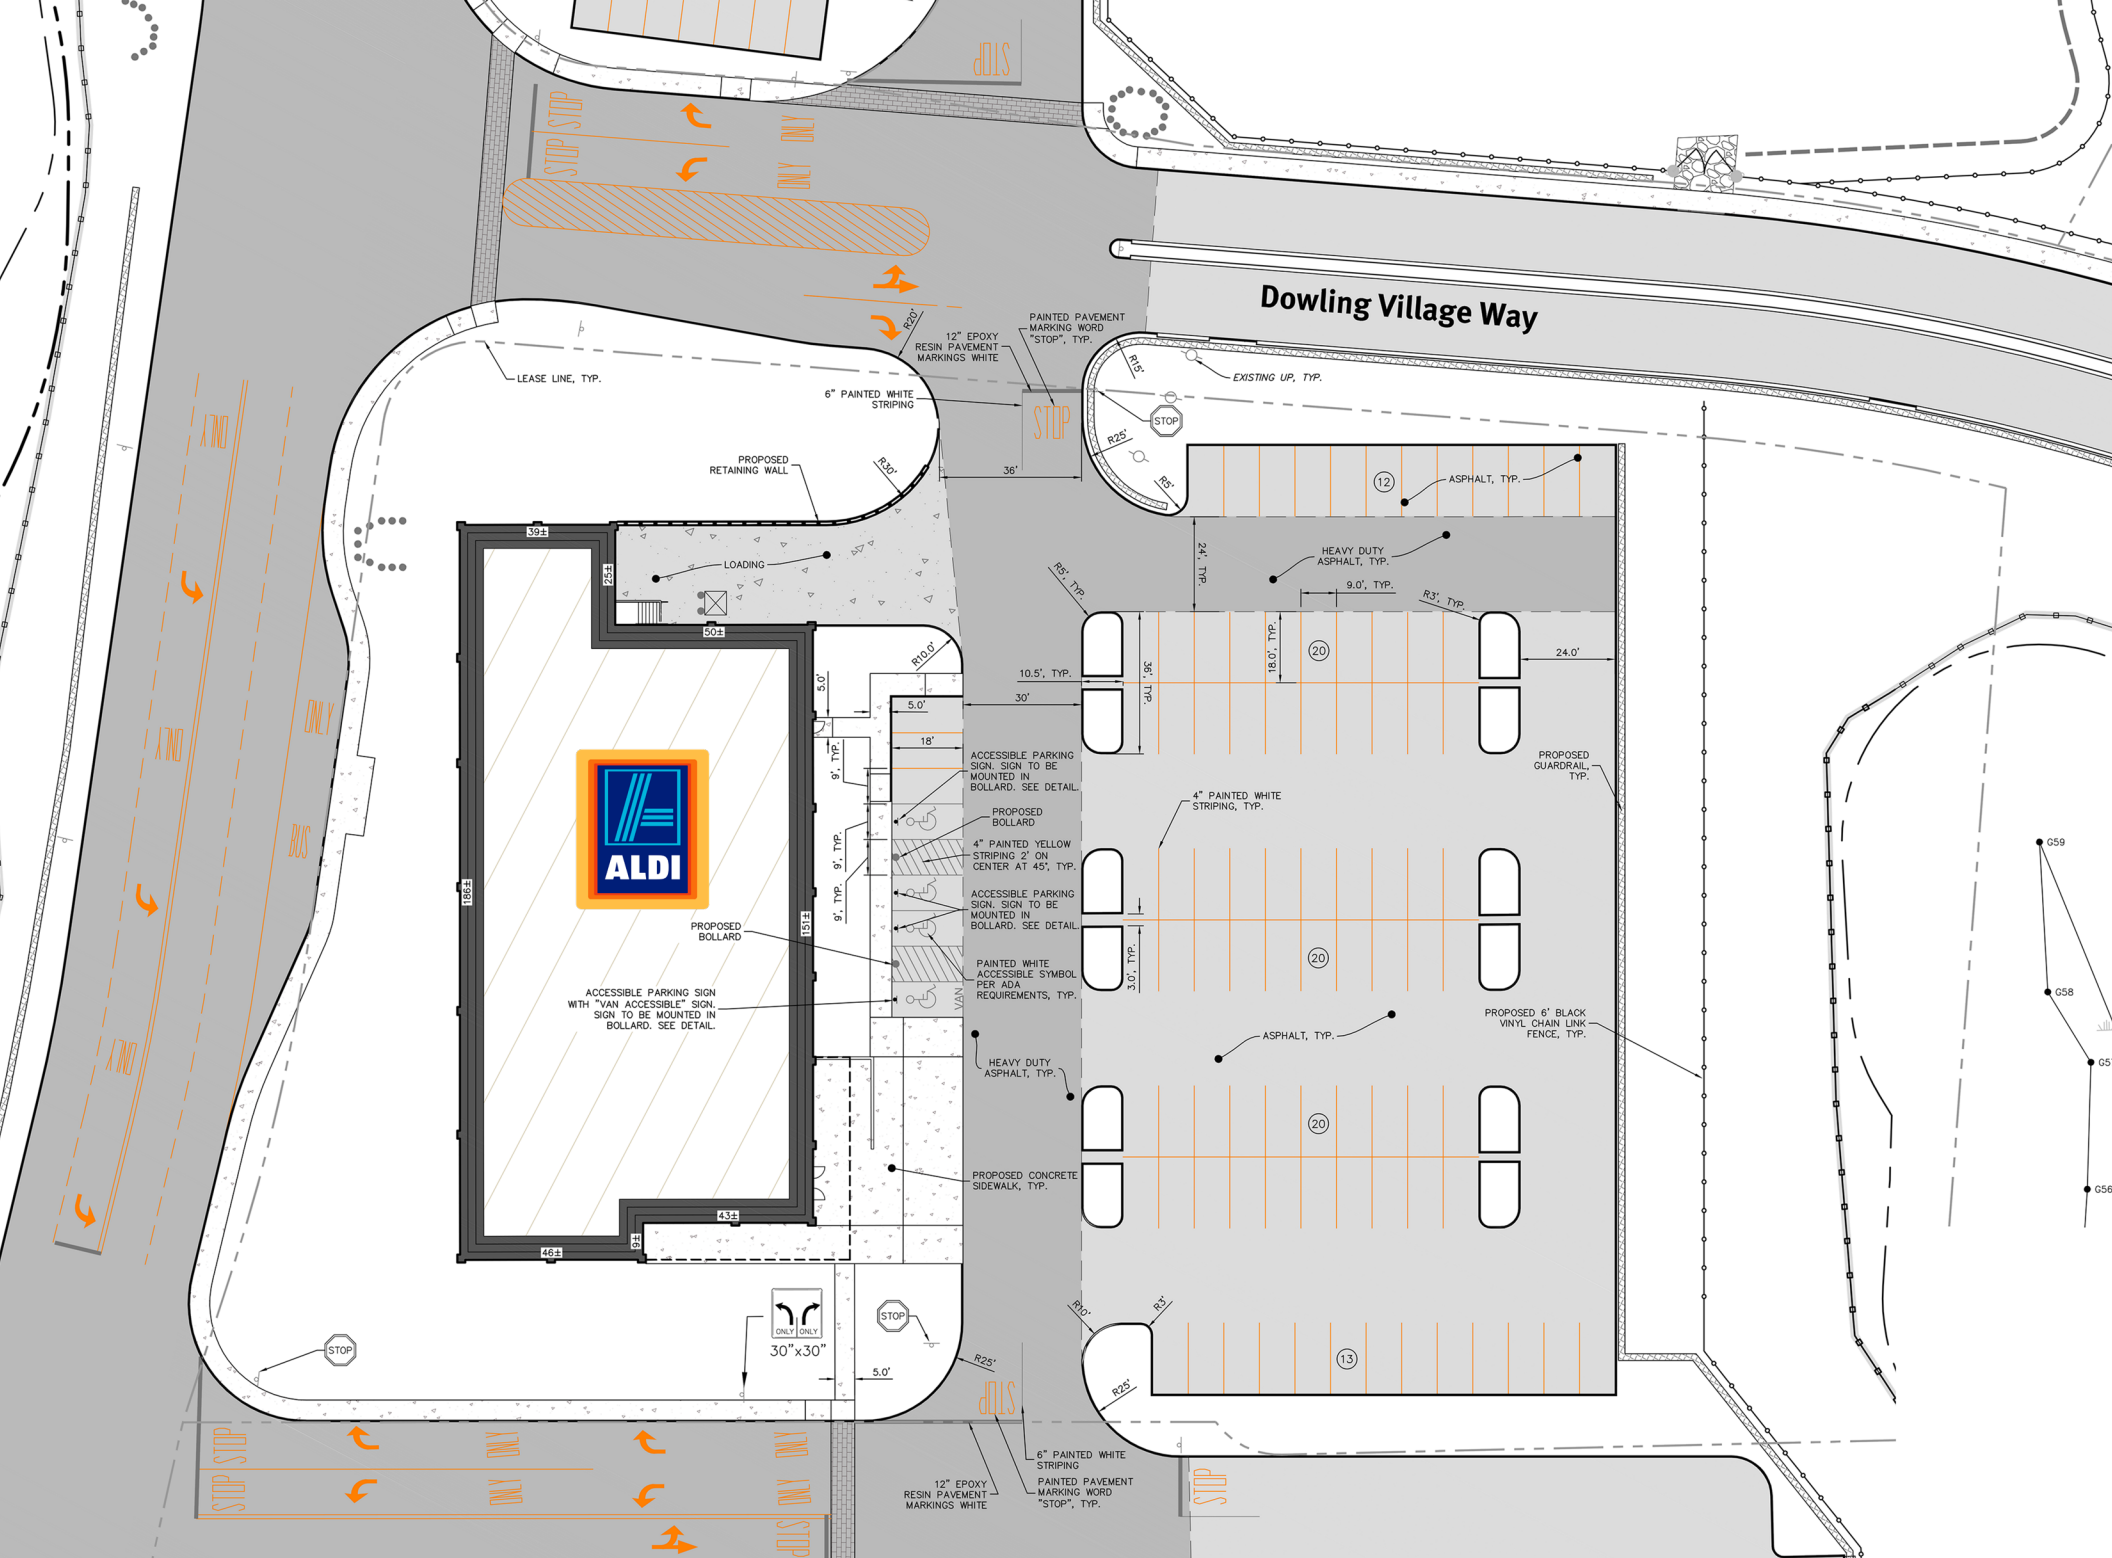 STOP
STOP
ONLY
STOP
ONLY
Dowling Village Way
R20'
12" EPOXY
RESIN PAVEMENT
MARKINGS WHITE
PAINTED PAVEMENT
MARKING WORD
"STOP", TYP.
R15'
LEASE LINE, TYP.
EXISTING UP, TYP.
6" PAINTED WHITE
STRIPING
STOP
STOP
ONLY
R25'
PROPOSED
RETAINING WALL
R30'
36'
R5'
12
ASPHALT, TYP.
39±
25±
LOADING
24', TYP.
HEAVY DUTY
ASPHALT, TYP.
R5', TYP.
9.0', TYP.
R3', TYP.
50±
R10.0'
18.0', TYP.
20
24.0'
36', TYP.
10.5', TYP.
5.0'
5.0'
30'
ONLY
ONLY
18'
9', TYP.
ACCESSIBLE PARKING
SIGN. SIGN TO BE
MOUNTED IN
BOLLARD. SEE DETAIL.
PROPOSED
GUARDRAIL,
TYP.
4" PAINTED WHITE
STRIPING, TYP.
PROPOSED
BOLLARD
BUS
9', TYP.
4" PAINTED YELLOW
STRIPING 2' ON
CENTER AT 45°, TYP.
G59
ALDI
186±
151±
9', TYP.
ACCESSIBLE PARKING
SIGN. SIGN TO BE
MOUNTED IN
BOLLARD. SEE DETAIL.
PROPOSED
BOLLARD
3.0', TYP.
20
PAINTED WHITE
ACCESSIBLE SYMBOL
PER ADA
REQUIREMENTS, TYP.
ACCESSIBLE PARKING SIGN
WITH "VAN ACCESSIBLE" SIGN.
SIGN TO BE MOUNTED IN
BOLLARD. SEE DETAIL.
VAN
G58
PROPOSED 6' BLACK
VINYL CHAIN LINK
FENCE, TYP.
ASPHALT, TYP.
ONLY
HEAVY DUTY
ASPHALT, TYP.
G57
20
PROPOSED CONCRETE
SIDEWALK, TYP.
G56
43±
9±
46±
R10'
R3'
STOP
ONLY
ONLY
30"x30"
STOP
13
R25'
5.0'
R25'
STOP
STOP
STOP
ONLY
ONLY
6" PAINTED WHITE
STRIPING
STOP
STOP
ONLY
ONLY
12" EPOXY
RESIN PAVEMENT
MARKINGS WHITE
PAINTED PAVEMENT
MARKING WORD
"STOP", TYP.
STOP
STOP